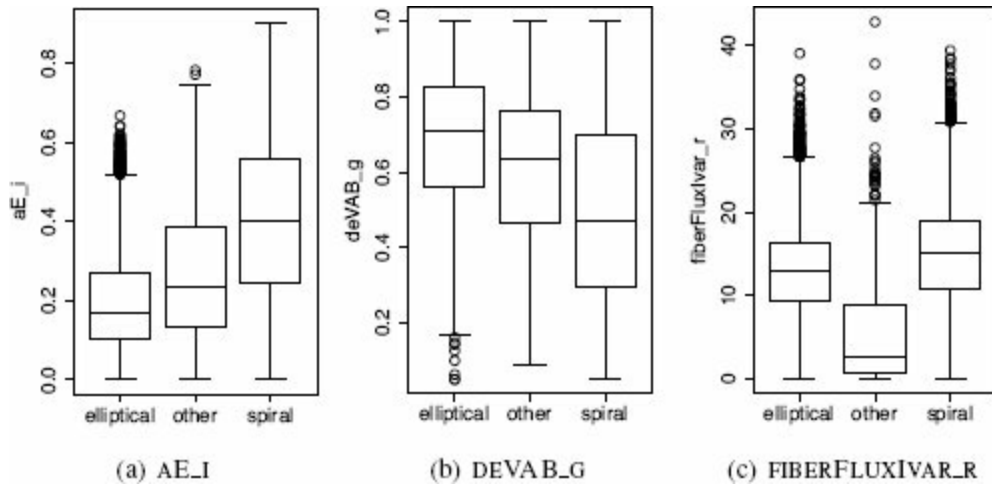 aE_i
0.0 0.2 0.4 0.6 0.8
elliptical other spiral
(a) AE_I
deVAB_g
0.2 0.4 0.6 0.8 1.0
elliptical other spiral
(b) DEVAB_G
fiberFluxIvar_r
0 10 20 30 40
elliptical other spiral
(c) FIBERFLUXIVAR_R